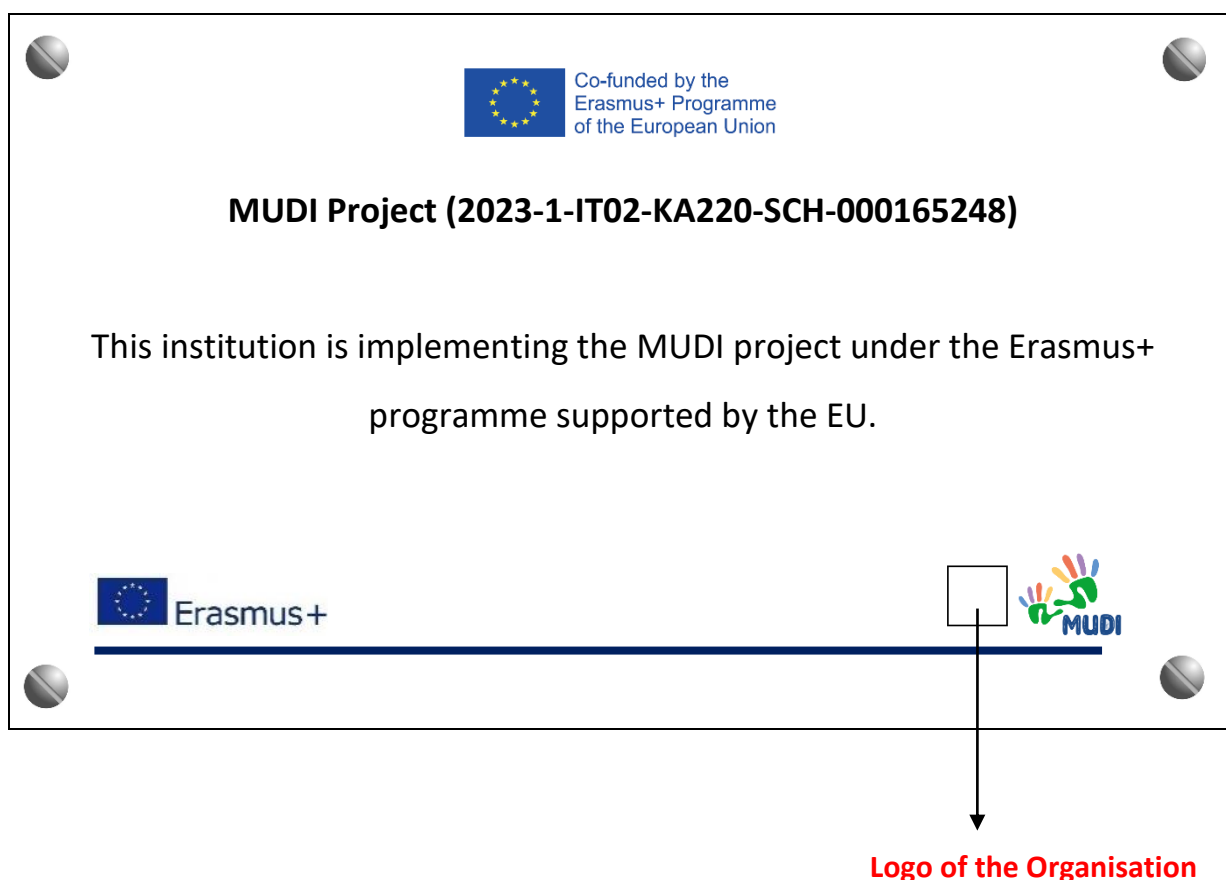 Co-funded by the
Erasmus+ Programme
of the European Union
MUDI Project (2023-1-IT02-KA220-SCH-000165248)
This institution is implementing the MUDI project under the Erasmus+
programme supported by the EU.
Erasmus+
MUDI
Logo of the Organisation